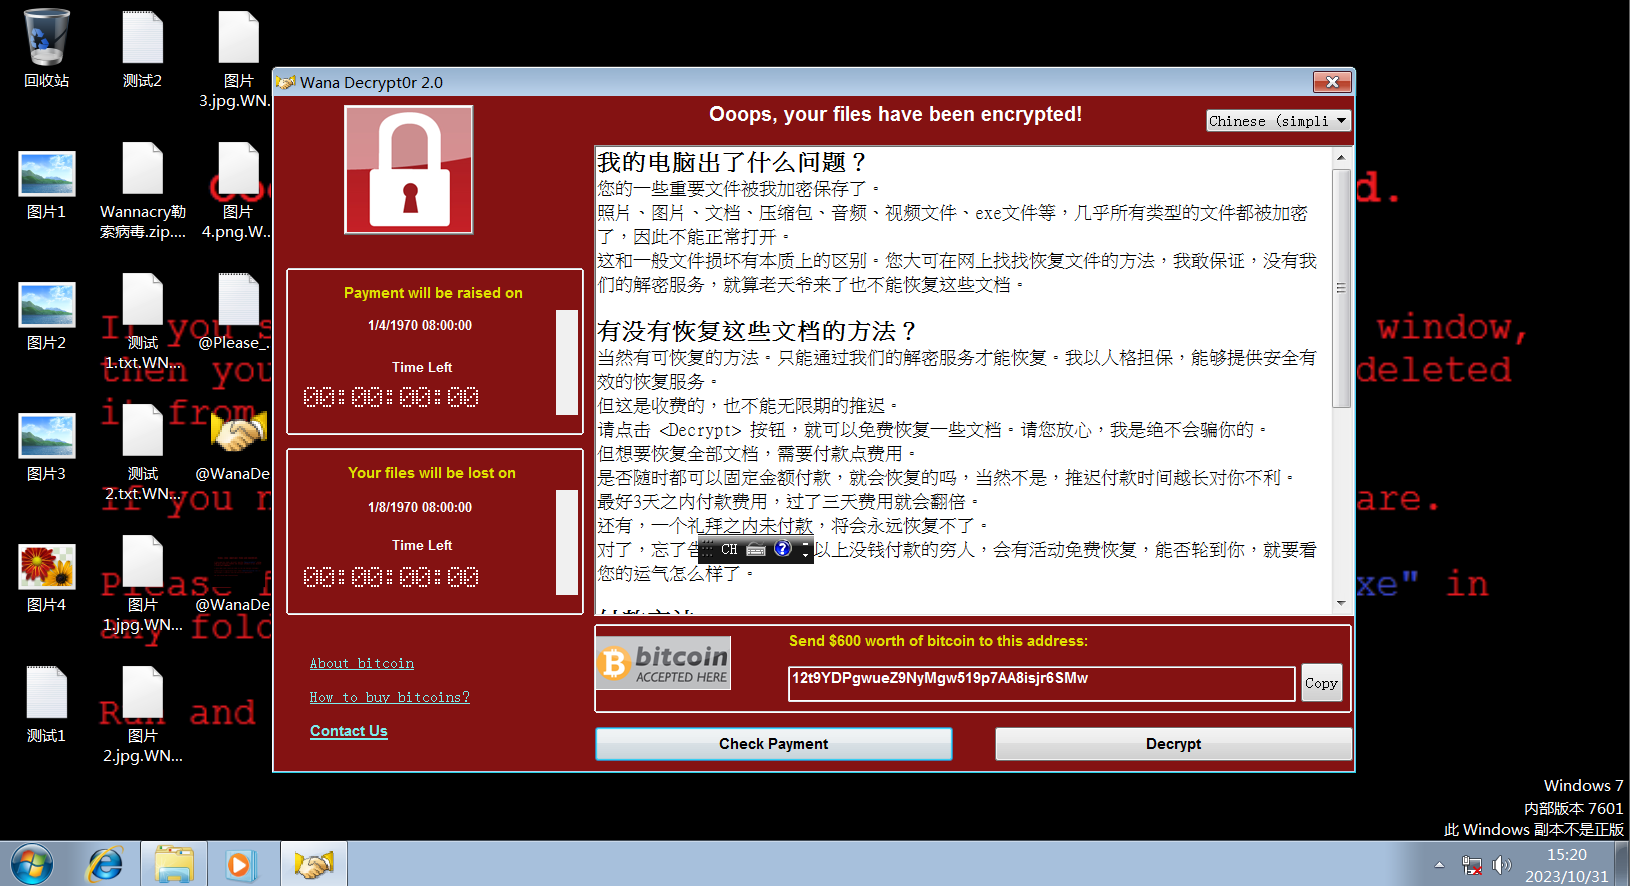 回收站
测试2
图片
3.jpg.WN...
图片1
Wannacry勒
索病毒.zip....
图片
4.png.W...
图片2
测试
1.txt.WN...
@Please_...
图片3
测试
2.txt.WN...
@WanaDe
图片4
图片
1.jpg.WN...
@WanaDe
测试1
图片
2.jpg.WN...
d.
If you s
window,
then you
deleted
it from
If you n
are.
Please f
xe" in
any fold
Run and
Wana Decrypt0r 2.0
Ooops, your files have been encrypted!
Chinese (simpli
Payment will be raised on
1/4/1970 08:00:00
Time Left
00:00:00:00
Your files will be lost on
1/8/1970 08:00:00
Time Left
00:00:00:00
About bitcoin
How to buy bitcoins?
Contact Us
我的电脑出了什么问题？
您的一些重要文件被我加密保存了。
照片、图片、文档、压缩包、音频、视频文件、exe文件等，几乎所有类型的文件都被加密
了，因此不能正常打开。
这和一般文件损坏有本质上的区别。您大可在网上找找恢复文件的方法，我敢保证，没有我
们的解密服务，就算老天爷来了也不能恢复这些文档。
有没有恢复这些文档的方法？
当然有可恢复的方法。只能通过我们的解密服务才能恢复。我以人格担保，能够提供安全有
效的恢复服务。
但这是收费的，也不能无限期的推迟。
请点击 <Decrypt> 按钮，就可以免费恢复一些文档。请您放心，我是绝不会骗你的。
但想要恢复全部文档，需要付款点费用。
是否随时都可以固定金额付款，就会恢复的吗，当然不是，推迟付款时间越长对你不利。
最好3天之内付款费用，过了三天费用就会翻倍。
还有，一个礼拜之内未付款，将会永远恢复不了。
对了，忘了告 CH 以上没钱付款的穷人，会有活动免费恢复，能否轮到你，就要看
您的运气怎么样了。
bitcoin
ACCEPTED HERE
Send $600 worth of bitcoin to this address:
12t9YDPgwueZ9NyMgw519p7AA8isjr6SMw
Copy
Check Payment
Decrypt
Windows 7
内部版本 7601
此 Windows 副本不是正版
15:20
2023/10/31